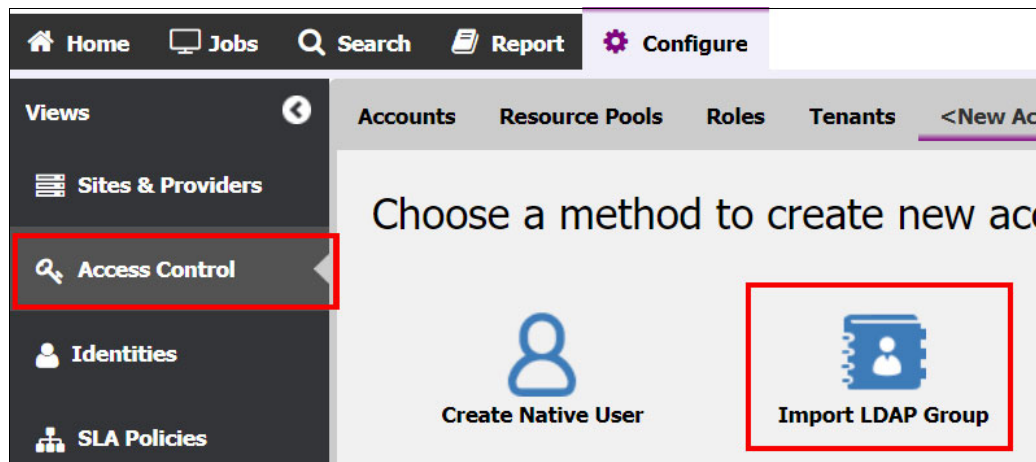 Home Jobs Search Report Configure
Views
Accounts Resource Pools Roles Tenants <New Ac
Sites & Providers
Choose a method to create new acc
Access Control
Identities
Create Native User Import LDAP Group
SLA Policies